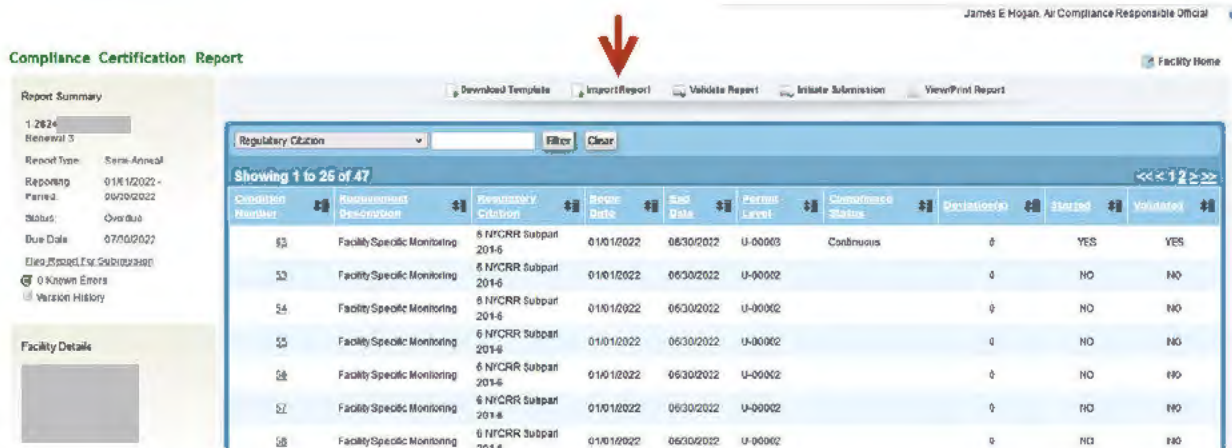 James E Hogan, Air Compliance Responsible Official
Compliance Certification Report
Facility Home
Download Template Import Report Validate Report Initiate Submission View/Print Report
Report Summary
1-2624
Renewal 3
Report Type: Semi-Annual
Reporting Period: 01/01/2022 - 06/30/2022
Status: Overdue
Due Date 07/30/2022
Flag Report For Submission
0 Known Errors
Version History
Facility Details
Regulatory Citation Filter Clear
Showing 1 to 25 of 47 << < 1 2 > >>
Condition Number Requirement Description Regulatory Citation Begin Date End Date Permit Level Compliance Status Deviation(s) Started Validated
Facility Specific Monitoring 6 NYCRR Subpart 201-6 01/01/2022 06/30/2022 U-00003 Continuous 0 YES YES
53 Facility Specific Monitoring 6 NYCRR Subpart 201-6 01/01/2022 06/30/2022 U-00002 0 NO NO
54 Facility Specific Monitoring 6 NYCRR Subpart 201-6 01/01/2022 06/30/2022 U-00002 0 NO NO
55 Facility Specific Monitoring 6 NYCRR Subpart 201-6 01/01/2022 06/30/2022 U-00002 0 NO NO
56 Facility Specific Monitoring 6 NYCRR Subpart 201-6 01/01/2022 06/30/2022 U-00002 0 NO NO
57 Facility Specific Monitoring 6 NYCRR Subpart 201-6 01/01/2022 06/30/2022 U-00002 0 NO NO
58 Facility Specific Monitoring 6 NYCRR Subpart 01/01/2022 06/30/2022 U-00002 0 NO NO